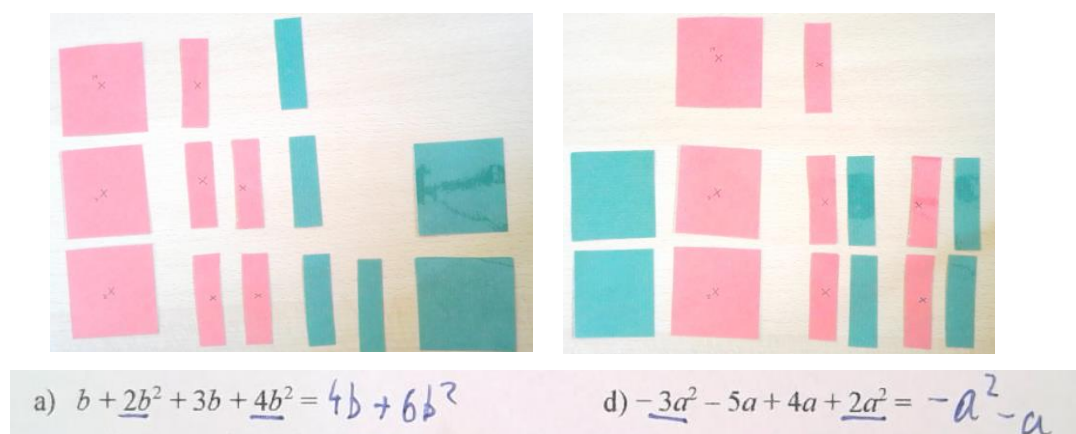 a) b + 2b² + 3b + 4b² = 4b + 6b²
d) − 3a² − 5a + 4a + 2a² = −a² − a